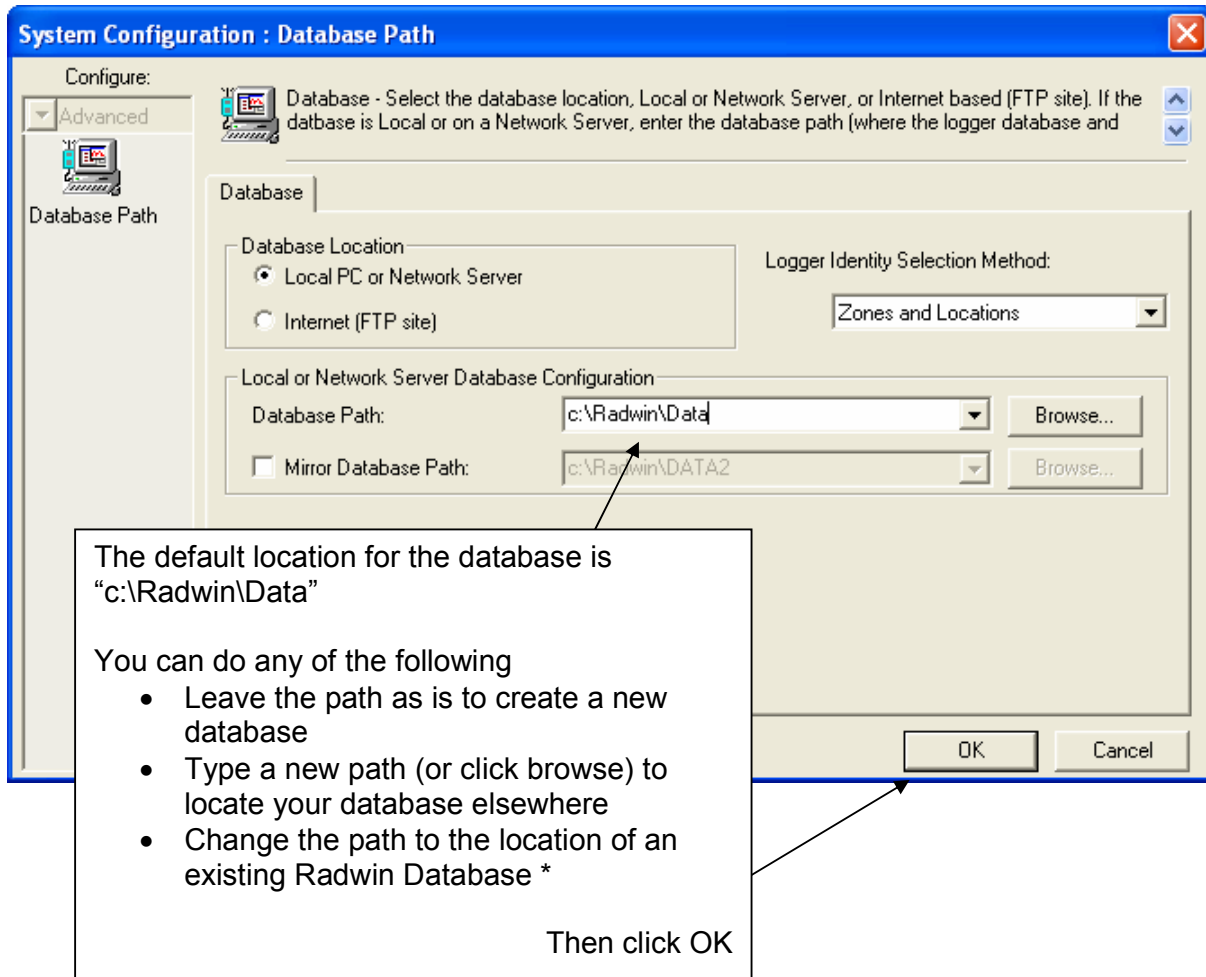 System Configuration : Database Path
Configure:
Advanced
Database Path
Database - Select the database location, Local or Network Server, or Internet based (FTP site). If the
datbase is Local or on a Network Server, enter the database path (where the logger database and
Database
Database Location
Local PC or Network Server
Internet (FTP site)
Logger Identity Selection Method:
Zones and Locations
Local or Network Server Database Configuration
Database Path:
c:\Radwin\Data
Browse...
Mirror Database Path:
c:\Radwin\DATA2
Browse...
The default location for the database is
“c:\Radwin\Data”
You can do any of the following
• Leave the path as is to create a new
database
• Type a new path (or click browse) to
locate your database elsewhere
• Change the path to the location of an
existing Radwin Database *
Then click OK
OK
Cancel